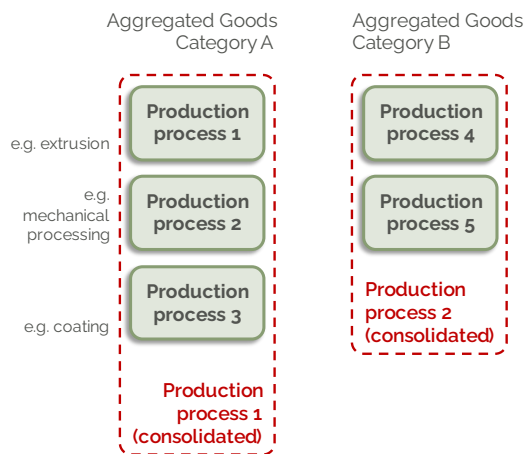 Aggregated Goods
Category A
Aggregated Goods
Category B
e.g. extrusion
Production
process 1
Production
process 4
e.g.
mechanical
processing
Production
process 2
Production
process 5
e.g. coating
Production
process 3
Production
process 2
(consolidated)
Production
process 1
(consolidated)